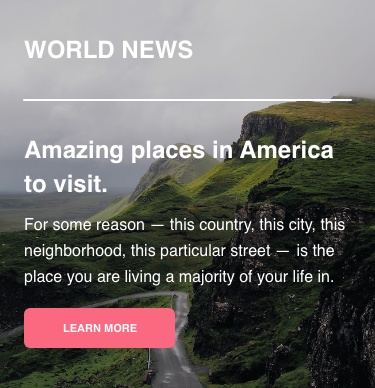 WORLD NEWS
Amazing places in America
to visit.
For some reason — this country, this city, this
neighborhood, this particular street — is the
place you are living a majority of your life in.
LEARN MORE